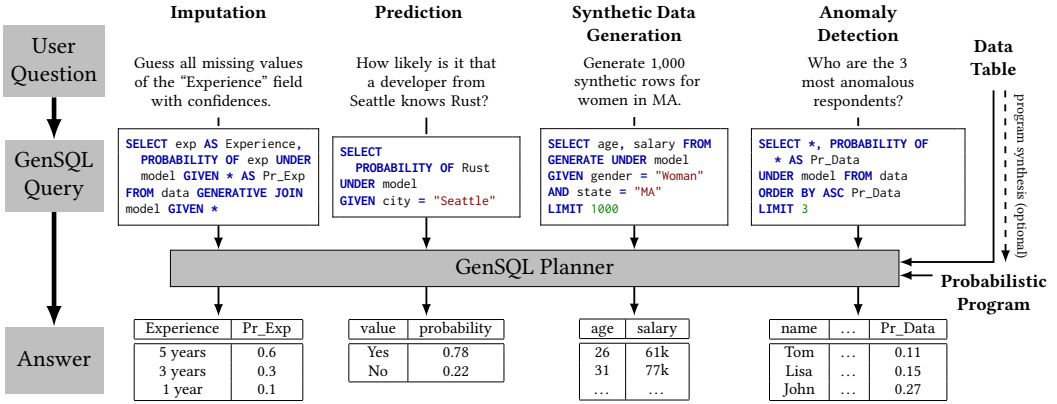 User
Question
GenSQL
Query
Answer
Imputation
Guess all missing values
of the “Experience” field
with confidences.
SELECT exp AS Experience,
PROBABILITY OF exp UNDER
model GIVEN * AS Pr_Exp
FROM data GENERATIVE JOIN
model GIVEN *
Prediction
How likely is it that
a developer from
Seattle knows Rust?
SELECT
PROBABILITY OF Rust
UNDER model
GIVEN city = "Seattle"
Synthetic Data
Generation
Generate 1,000
synthetic rows for
women in MA.
SELECT age, salary FROM
GENERATE UNDER model
GIVEN gender = "Woman"
AND state = "MA"
LIMIT 1000
Anomaly
Detection
Who are the 3
most anomalous
respondents?
SELECT *, PROBABILITY OF
* AS Pr_Data
UNDER model FROM data
ORDER BY ASC Pr_Data
LIMIT 3
Data
Table
program synthesis (optional)
GenSQL Planner
Probabilistic
Program
Experience Pr_Exp
5 years 0.6
3 years 0.3
1 year 0.1
value probability
Yes 0.78
No 0.22
age salary
26 61k
31 77k
... ...
name ... Pr_Data
Tom ... 0.11
Lisa ... 0.15
John ... 0.27